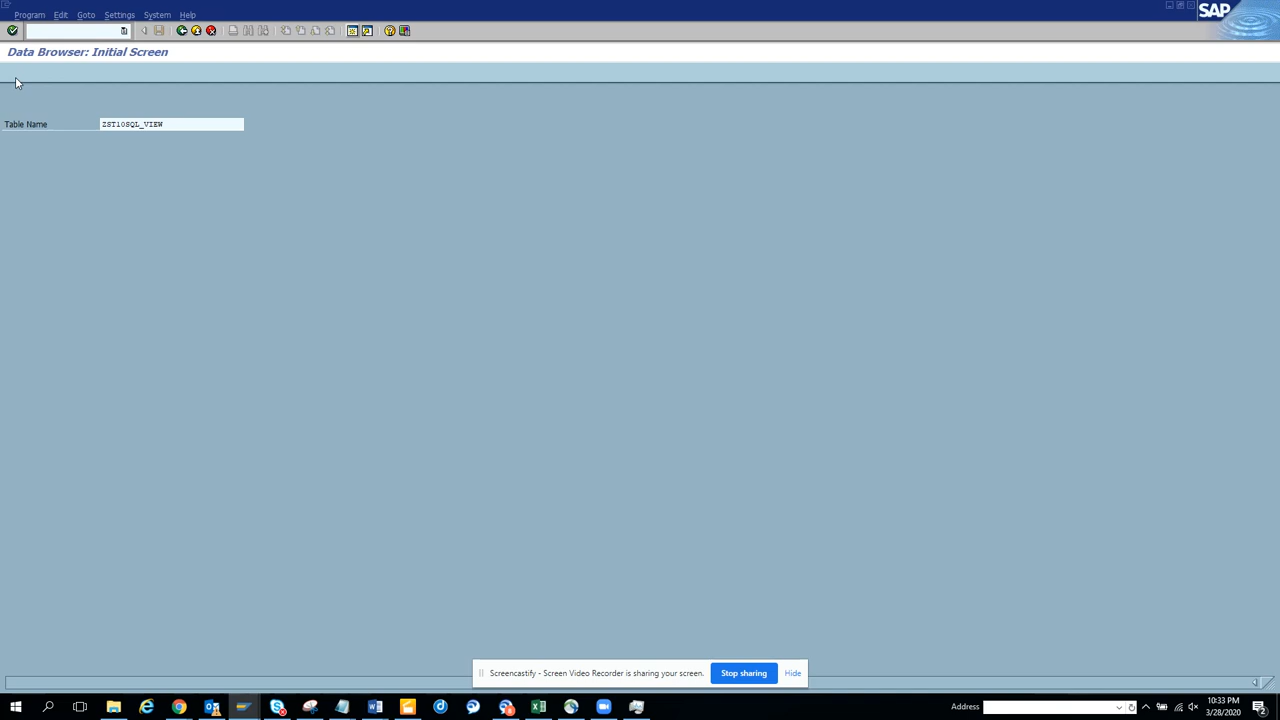 Program Edit Goto Settings System Help
SAP
Data Browser: Initial Screen
Table Name ZST10SQL_VIEW
Screencastify - Screen Video Recorder is sharing your screen. Stop sharing Hide
Address
10:33 PM
3/28/2020
2